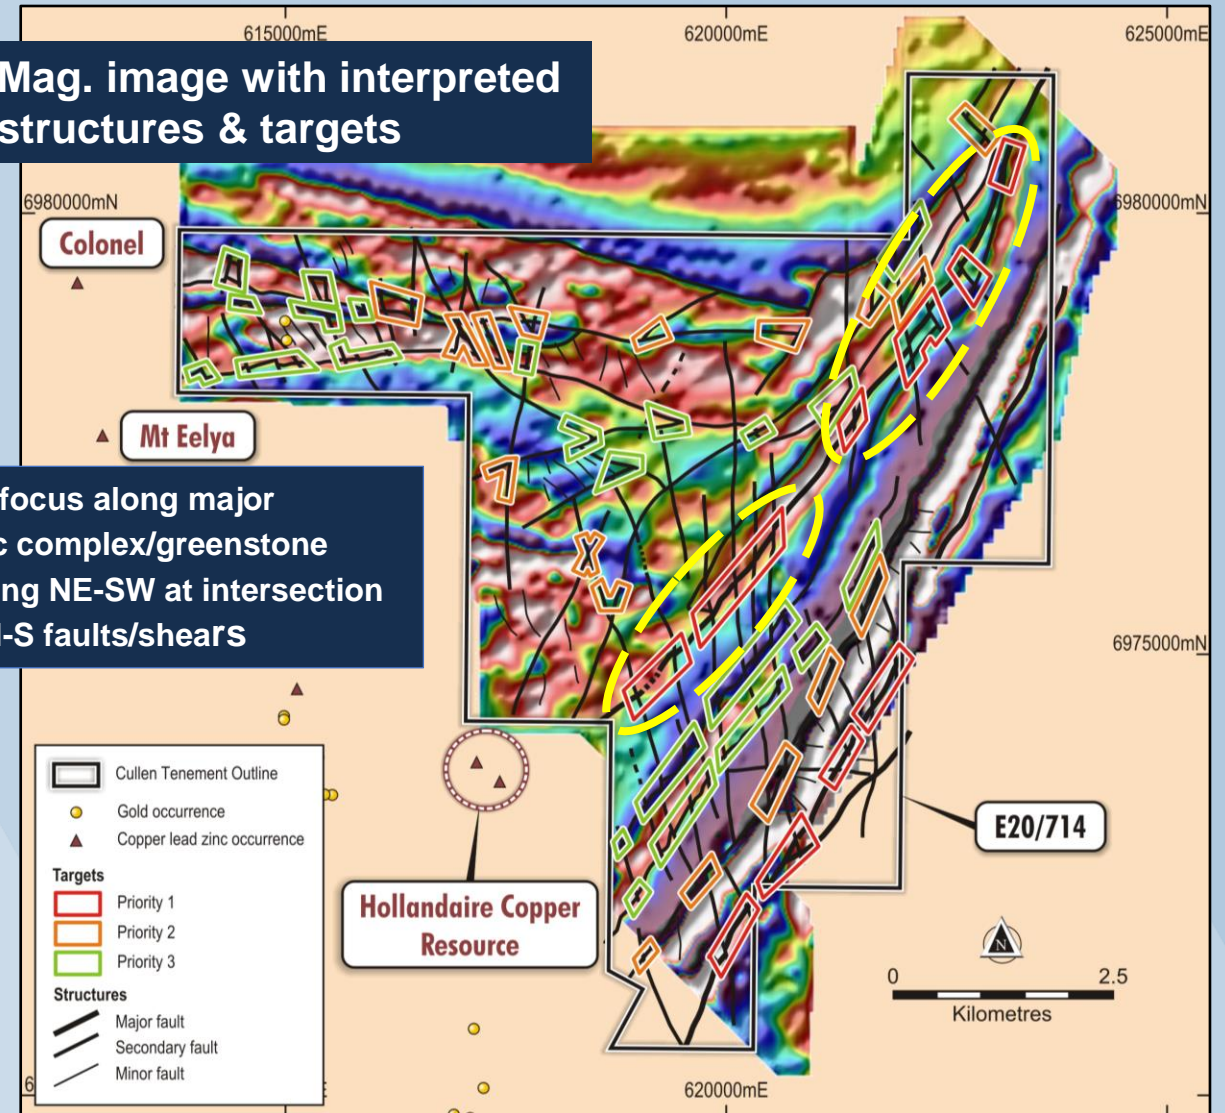 615000mE
620000mE
625000mE
Mag. image with interpreted
structures & targets
6980000mN
6980000mN
Colonel
Mt Eelya
focus along major
complex/greenstone
NE-SW at intersection
faults/shears
6975000mN
Cullen Tenement Outline
Gold occurrence
Copper lead zinc occurrence
Targets
Priority 1
Priority 2
Priority 3
Structures
Major fault
Secondary fault
Minor fault
Hollandaire Copper
Resource
E20/714
N
0 2.5
Kilometres
620000mE